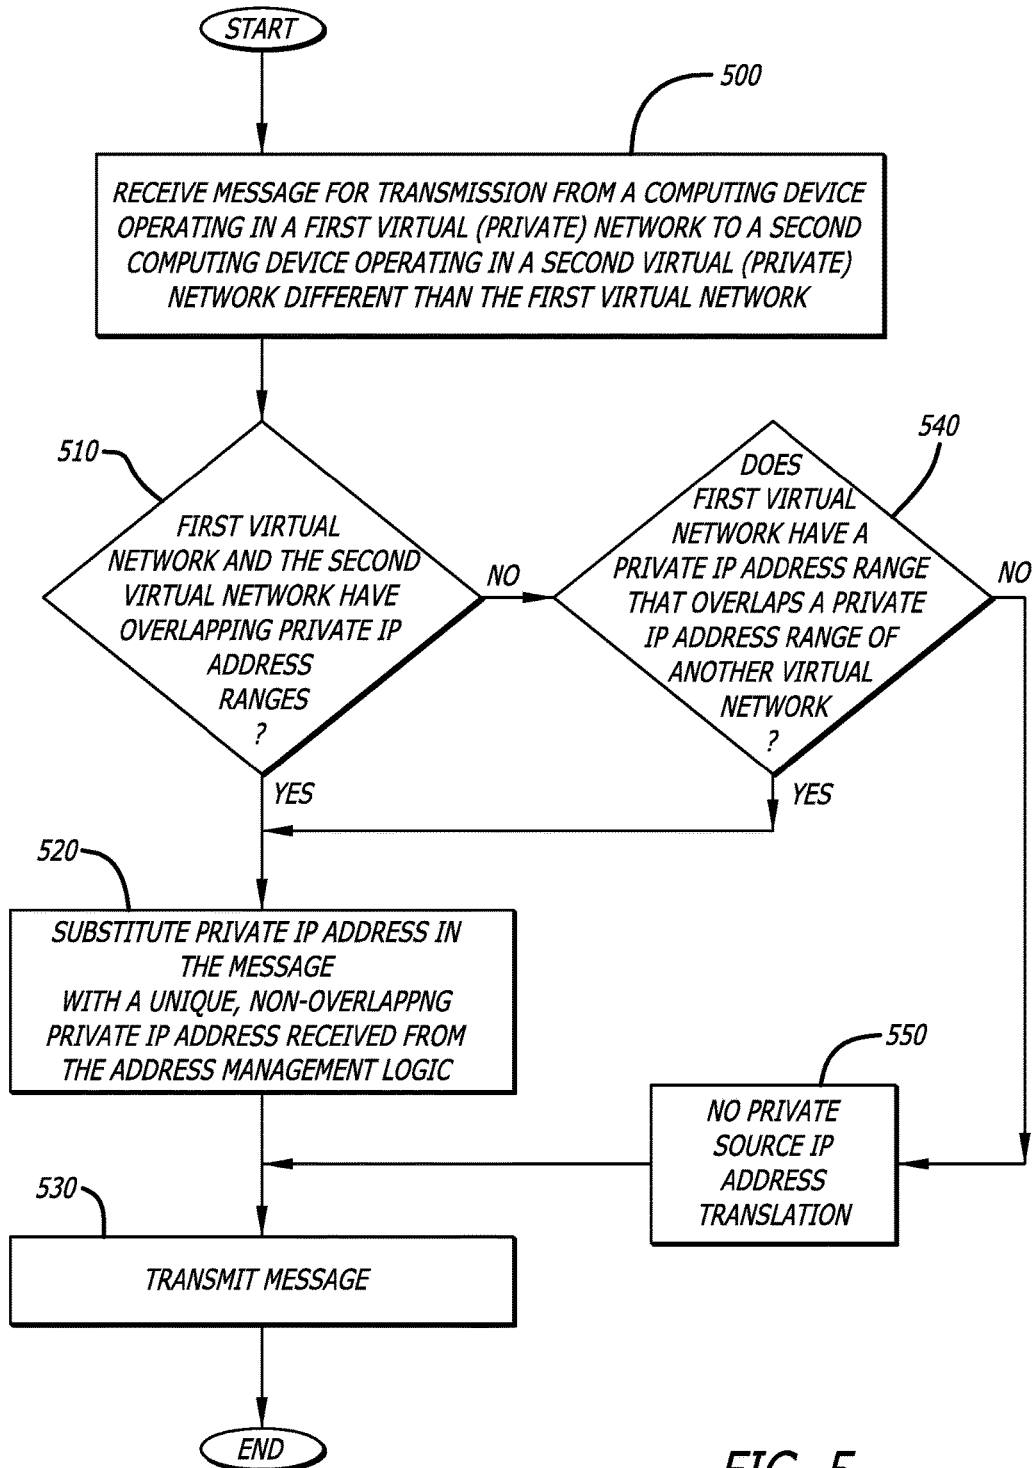 START
500
RECEIVE MESSAGE FOR TRANSMISSION FROM A COMPUTING DEVICE
OPERATING IN A FIRST VIRTUAL (PRIVATE) NETWORK TO A SECOND
COMPUTING DEVICE OPERATING IN A SECOND VIRTUAL (PRIVATE)
NETWORK DIFFERENT THAN THE FIRST VIRTUAL NETWORK
510
FIRST VIRTUAL
NETWORK AND THE SECOND
VIRTUAL NETWORK HAVE
OVERLAPPING PRIVATE IP
ADDRESS
RANGES
?
NO
YES
540
DOES
FIRST VIRTUAL
NETWORK HAVE A
PRIVATE IP ADDRESS RANGE
THAT OVERLAPS A PRIVATE
IP ADDRESS RANGE OF
ANOTHER VIRTUAL
NETWORK
?
NO
YES
520
SUBSTITUTE PRIVATE IP ADDRESS IN
THE MESSAGE
WITH A UNIQUE, NON-OVERLAPPNG
PRIVATE IP ADDRESS RECEIVED FROM
THE ADDRESS MANAGEMENT LOGIC
550
NO PRIVATE
SOURCE IP
ADDRESS
TRANSLATION
530
TRANSMIT MESSAGE
END
FIG. 5